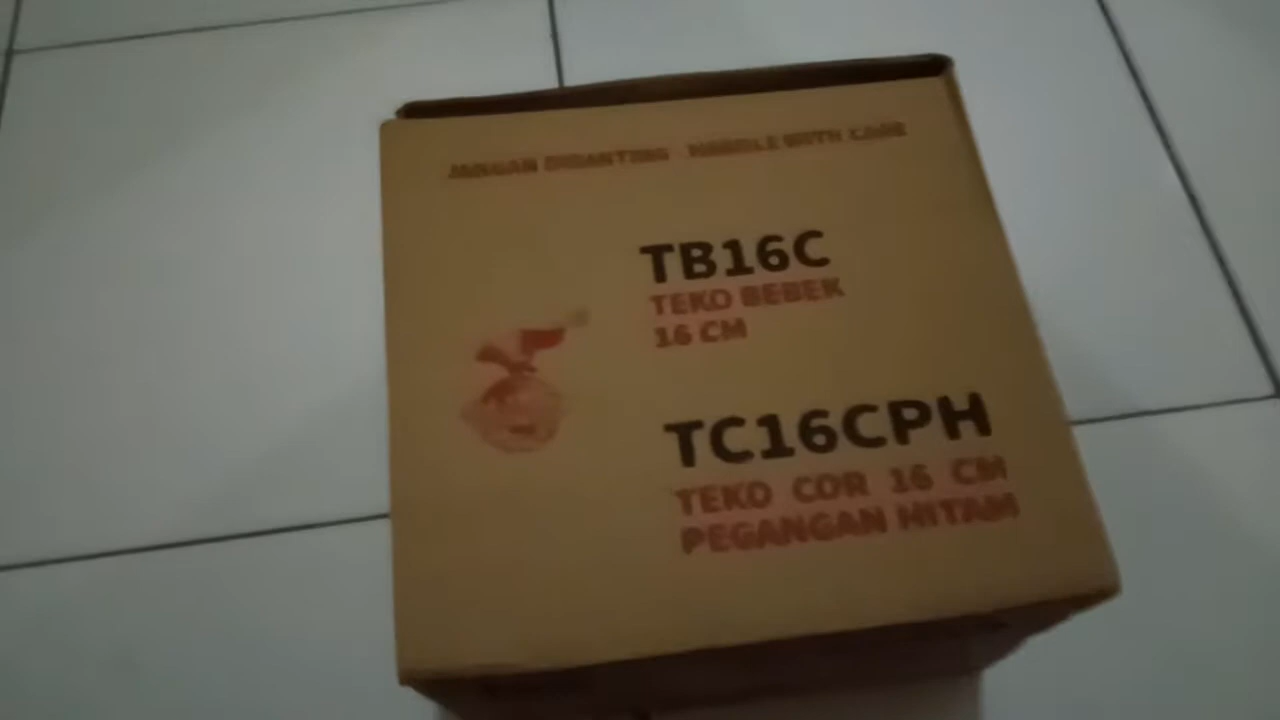 JANGAN DIBANTING - HANDLE WITH CARE
TB16C
TEKO BEBEK
16 CM
TC16CPH
TEKO COR 16 CM
PEGANGAN HITAM